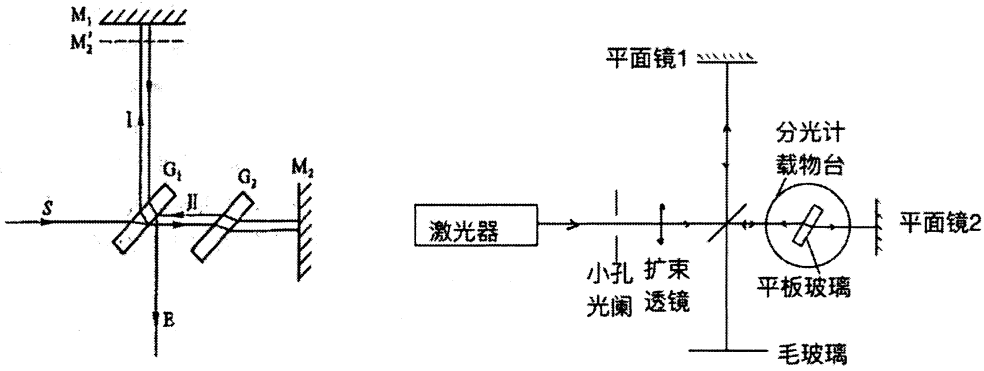 M₁
M₂′
I
G₁
G₂
M₂
S
II
E
平面镜1
分光计
载物台
激光器
平面镜2
小孔
光阑
扩束
透镜
平板玻璃
毛玻璃